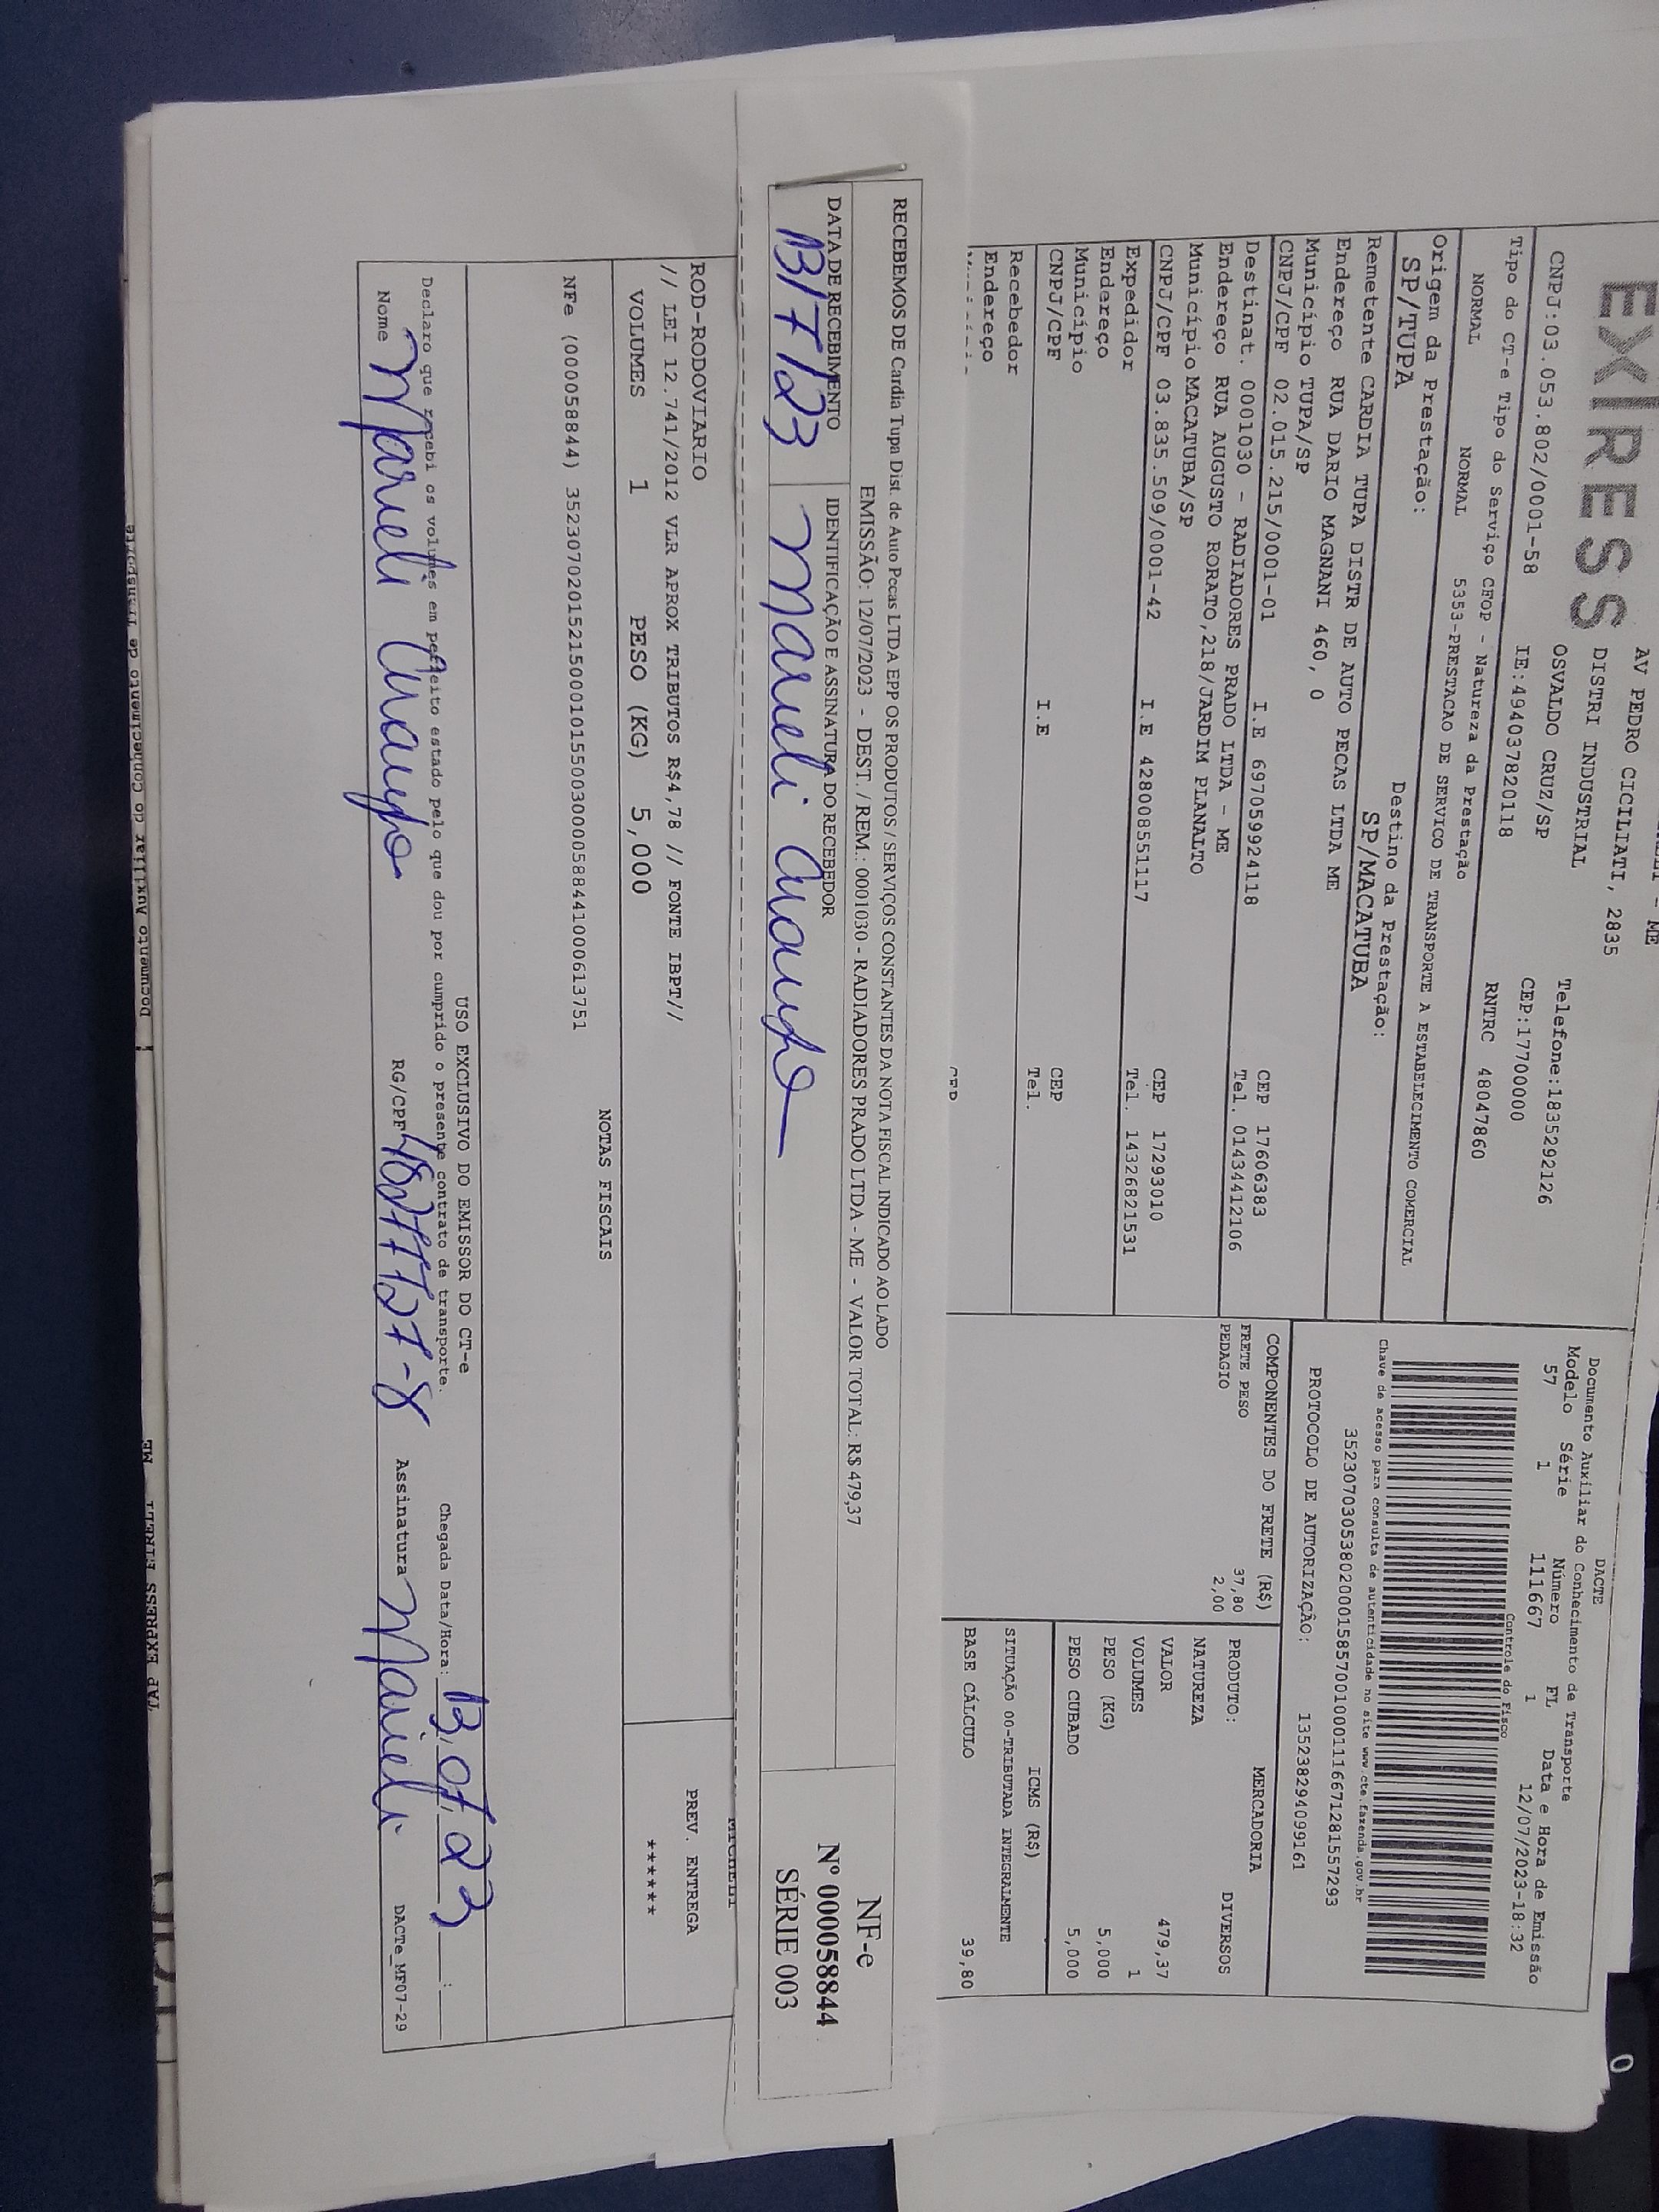 EXPRESS
AV PEDRO CICILIATI, 2835
DISTRI INDUSTRIAL
OSVALDO CRUZ/SP
Telefone:1835292126
CEP:17700000
CNPJ:03.053.802/0001-58 IE:494037820118
RNTRC 48047860
Tipo do CT-e Tipo do Serviço CFOP - Natureza da Prestação
NORMAL NORMAL 5353-PRESTACAO DE SERVICO DE TRANSPORTE A ESTABELECIMENTO COMERCIAL
Origem da Prestação: Destino da Prestação:
SP/TUPA SP/MACATUBA
Remetente CARDIA TUPA DISTR DE AUTO PECAS LTDA ME
Endereço RUA DARIO MAGNANI 460, 0
Município TUPA/SP CEP 17606383
CNPJ/CPF 02.015.215/0001-01 I.E 697059924118 Tel. 01434412106
Destinat. 0001030 - RADIADORES PRADO LTDA - ME
Endereço RUA AUGUSTO RORATO,218/JARDIM PLANALTO
Município MACATUBA/SP CEP 17293010
CNPJ/CPF 03.835.509/0001-42 I.E 428008551117 Tel. 14326821531
Expedidor
Endereço
Município CEP
CNPJ/CPF I.E Tel.
Recebedor
Endereço
CEP
DACTE
Documento Auxiliar do Conhecimento de Transporte
Modelo Série Número FL Data e Hora de Emissão
57 1 111667 1 12/07/2023-18:32
Controle do Fisco
Chave de acesso para consulta de autenticidade no site www.cte.fazenda.gov.br
35230703053802000158570010001116671281557293
PROTOCOLO DE AUTORIZAÇÃO: 135238294099161
COMPONENTES DO FRETE (R$)
FRETE PESO 37,80
PEDAGIO 2,00
MERCADORIA
PRODUTO: DIVERSOS
NATUREZA
VALOR 479,37
VOLUMES 1
PESO (KG) 5,000
PESO CUBADO 5,000
ICMS (R$)
SITUAÇÃO 00-TRIBUTADA INTEGRALMENTE
BASE CÁLCULO 39,80
RECEBEMOS DE Cardia Tupa Dist. de Auto Pecas LTDA EPP OS PRODUTOS / SERVIÇOS CONSTANTES DA NOTA FISCAL INDICADO AO LADO
EMISSÃO: 12/07/2023 - DEST. / REM.: 0001030 - RADIADORES PRADO LTDA - ME - VALOR TOTAL: R$ 479,37
DATA DE RECEBIMENTO IDENTIFICAÇÃO E ASSINATURA DO RECEBEDOR
13/7/23 Marieli Araujo
NF-e
Nº 000058844
SÉRIE 003
ROD-RODOVIARIO
// LEI 12.741/2012 VLR APROX TRIBUTOS R$4,78 // FONTE IBPT//
PREV. ENTREGA
VOLUMES 1 PESO (KG) 5,000 ******
NOTAS FISCAIS
NFe (000058844) 35230702015215000101550030000588441000613751
USO EXCLUSIVO DO EMISSOR DO CT-e
Declaro que recebi os volumes em perfeito estado pelo que dou por cumprido o presente contrato de transporte. Chegada Data/Hora: 13 07 23 :
Nome Marieli Araujo RG/CPF 48277727-8 Assinatura Marieli
DACTe_MF07-29
Documento Auxiliar do Conhecimento de Transporte
TAP EXPRESS EIRELI - ME